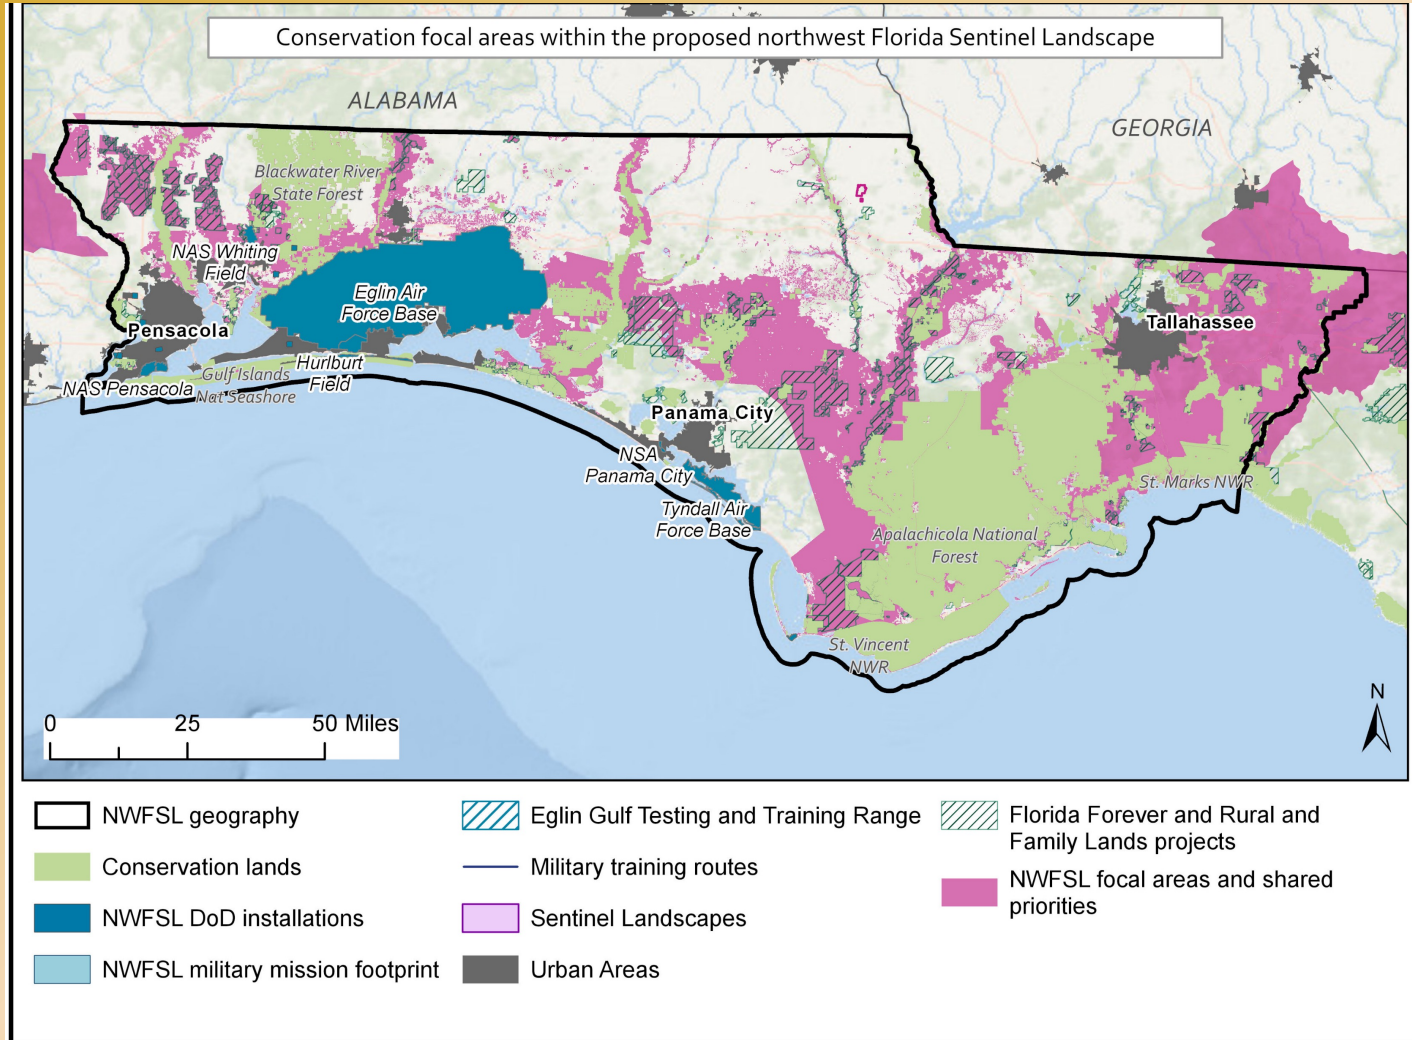 Conservation focal areas within the proposed northwest Florida Sentinel Landscape
ALABAMA
GEORGIA
Blackwater River
State Forest
NAS Whiting
Field
Eglin Air
Force Base
Pensacola
Tallahassee
Hurlburt
Field
Gulf Islands
Nat Seashore
NAS Pensacola
Panama City
NSA
Panama City
St. Marks NWR
Tyndall Air
Force Base
Apalachicola National
Forest
St. Vincent
NWR
N
0 25 50 Miles
NWFSL geography
Conservation lands
NWFSL DoD installations
NWFSL military mission footprint
Eglin Gulf Testing and Training Range
Military training routes
Sentinel Landscapes
Urban Areas
Florida Forever and Rural and
Family Lands projects
NWFSL focal areas and shared
priorities